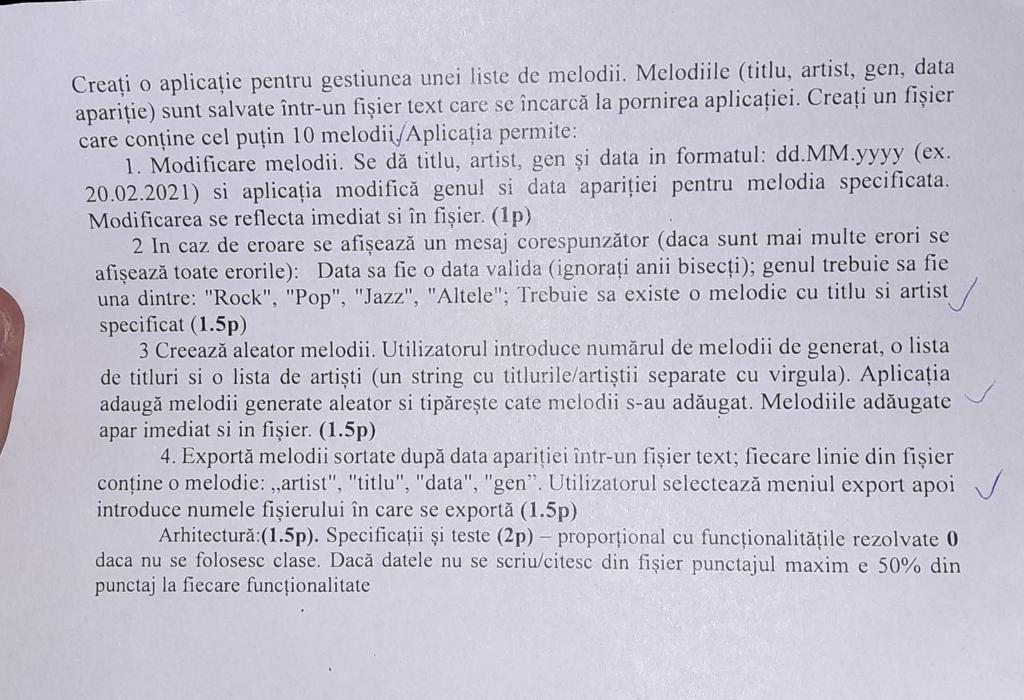 Creați o aplicație pentru gestiunea unei liste de melodii. Melodiile (titlu, artist, gen, data
apariție) sunt salvate într-un fișier text care se încarcă la pornirea aplicației. Creați un fișier
care conține cel puțin 10 melodii. Aplicația permite:
1. Modificare melodii. Se dă titlu, artist, gen și data in formatul: dd.MM.yyyy (ex.
20.02.2021) si aplicația modifică genul si data apariției pentru melodia specificata.
Modificarea se reflecta imediat si în fișier. (1p)
2 In caz de eroare se afișează un mesaj corespunzător (daca sunt mai multe erori se
afișează toate erorile): Data sa fie o data valida (ignorați anii bisecți); genul trebuie sa fie
una dintre: "Rock", "Pop", "Jazz", "Altele"; Trebuie sa existe o melodie cu titlu si artist
specificat (1.5p)
3 Creează aleator melodii. Utilizatorul introduce numărul de melodii de generat, o lista
de titluri si o lista de artiști (un string cu titlurile/artiștii separate cu virgula). Aplicația
adaugă melodii generate aleator si tipărește cate melodii s-au adăugat. Melodiile adăugate
apar imediat si in fișier. (1.5p)
4. Exportă melodii sortate după data apariției într-un fișier text; fiecare linie din fișier
conține o melodie: „artist", "titlu", "data", "gen”. Utilizatorul selectează meniul export apoi
introduce numele fișierului în care se exportă (1.5p)
Arhitectură:(1.5p). Specificații și teste (2p) – proporțional cu funcționalitățile rezolvate 0
daca nu se folosesc clase. Dacă datele nu se scriu/citesc din fișier punctajul maxim e 50% din
punctaj la fiecare funcționalitate